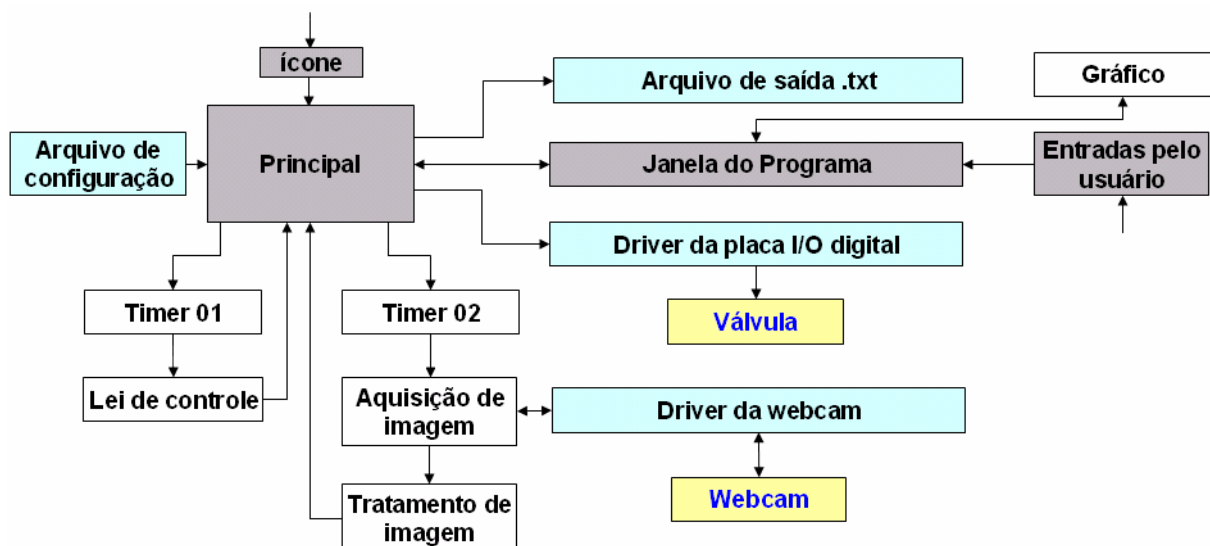 ícone
Arquivo de saída .txt
Gráfico
Arquivo de
configuração
Principal
Janela do Programa
Entradas pelo
usuário
Driver da placa I/O digital
Timer 01
Timer 02
Válvula
Lei de controle
Aquisição de
imagem
Driver da webcam
Tratamento de
imagem
Webcam